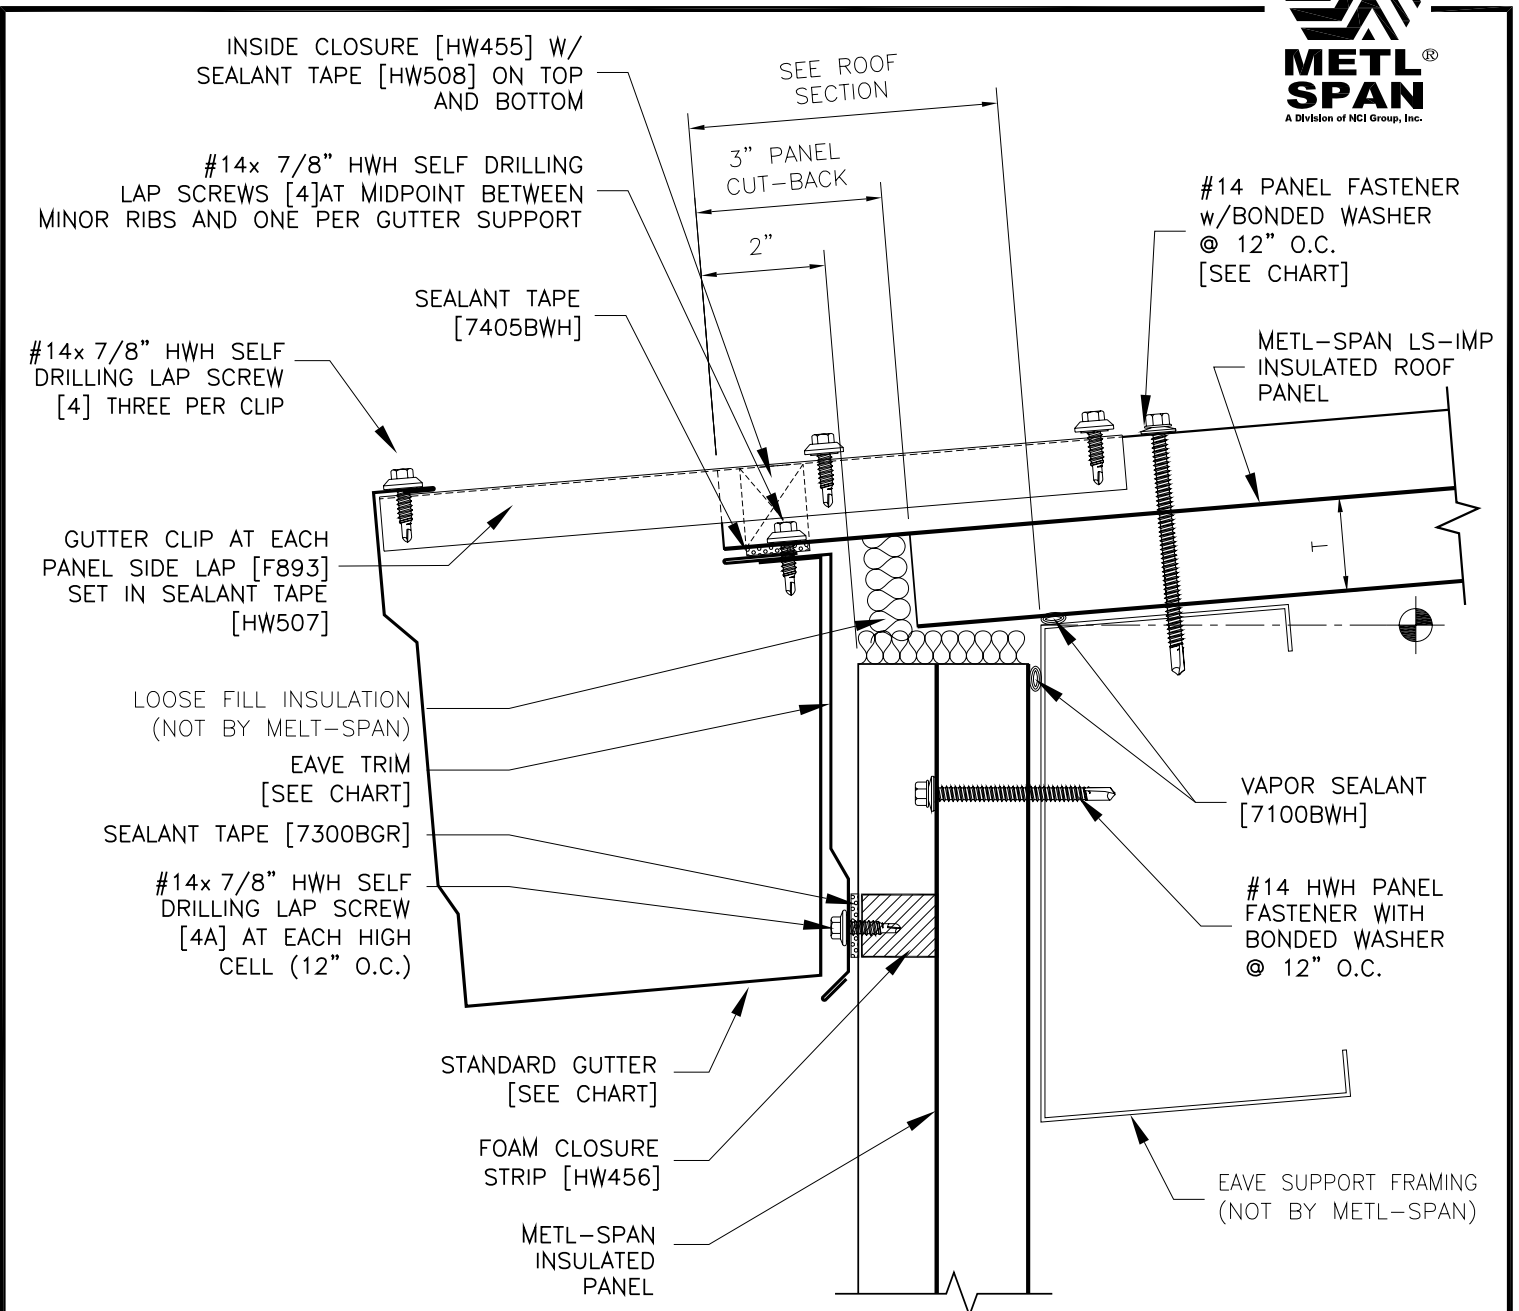 METL®
SPAN
A Division of NCI Group, Inc.
INSIDE CLOSURE [HW455] W/
SEALANT TAPE [HW508] ON TOP
AND BOTTOM
SEE ROOF
SECTION
#14x 7/8" HWH SELF DRILLING
LAP SCREWS [4]AT MIDPOINT BETWEEN
MINOR RIBS AND ONE PER GUTTER SUPPORT
3" PANEL
CUT-BACK
2"
#14 PANEL FASTENER
w/BONDED WASHER
@ 12" O.C.
[SEE CHART]
SEALANT TAPE
[7405BWH]
#14x 7/8" HWH SELF
DRILLING LAP SCREW
[4] THREE PER CLIP
METL-SPAN LS-IMP
INSULATED ROOF
PANEL
GUTTER CLIP AT EACH
PANEL SIDE LAP [F893]
SET IN SEALANT TAPE
[HW507]
T
LOOSE FILL INSULATION
(NOT BY MELT-SPAN)
EAVE TRIM
[SEE CHART]
SEALANT TAPE [7300BGR]
#14x 7/8" HWH SELF
DRILLING LAP SCREW
[4A] AT EACH HIGH
CELL (12" O.C.)
VAPOR SEALANT
[7100BWH]
#14 HWH PANEL
FASTENER WITH
BONDED WASHER
@ 12" O.C.
STANDARD GUTTER
[SEE CHART]
FOAM CLOSURE
STRIP [HW456]
METL-SPAN
INSULATED
PANEL
EAVE SUPPORT FRAMING
(NOT BY METL-SPAN)